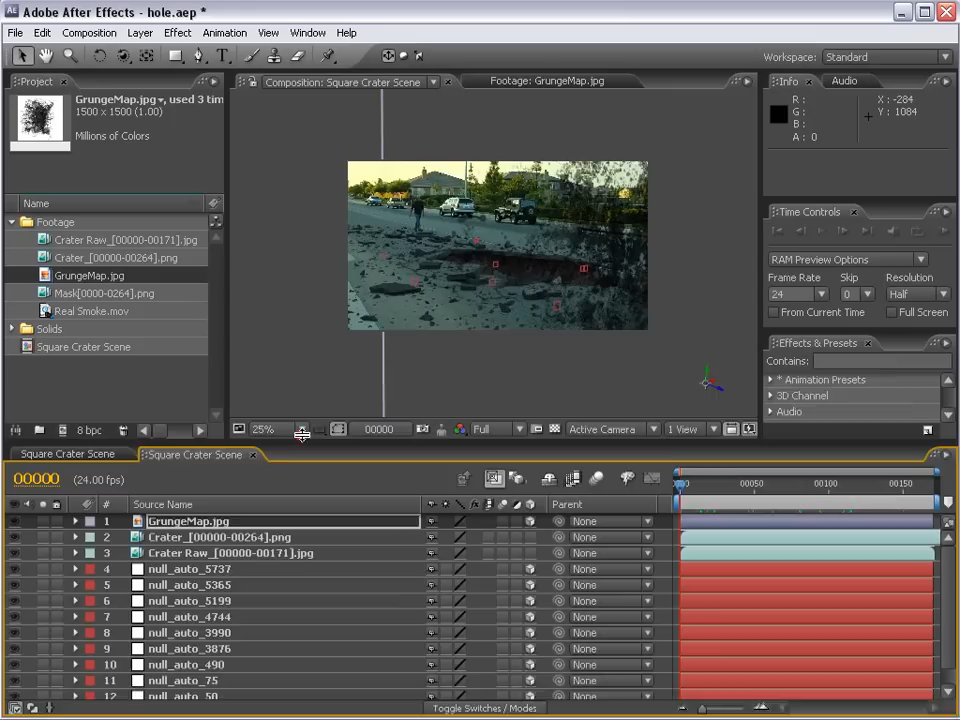 Adobe After Effects - hole.aep *
File Edit Composition Layer Effect Animation View Window Help
Workspace: Standard
Project
Composition: Square Crater Scene
Footage: GrungeMap.jpg
Info
Audio
GrungeMap.jpg, used 3 tim
1500 x 1500 (1.00)
Millions of Colors
R :
G :
B :
A : 0
X : -284
Y : 1084
Name
Footage
Crater Raw_[00000-00171].jpg
Crater_[00000-00264].png
GrungeMap.jpg
Mask[0000-0264].png
Real Smoke.mov
Solids
Square Crater Scene
8 bpc
Time Controls
RAM Preview Options
Frame Rate Skip Resolution
24 0 Half
From Current Time Full Screen
Effects & Presets
Contains:
* Animation Presets
3D Channel
Audio
25% 00000 Full Active Camera 1 View
Square Crater Scene
Square Crater Scene
00000 (24.00 fps)
00050 00100 00150
# Source Name Parent
1 GrungeMap.jpg None
2 Crater_[00000-00264].png None
3 Crater Raw_[00000-00171].jpg None
4 null_auto_5737 None
5 null_auto_5365 None
6 null_auto_5199 None
7 null_auto_4744 None
8 null_auto_3990 None
9 null_auto_3876 None
10 null_auto_490 None
11 null_auto_75 None
12 null_auto_50 None
Toggle Switches / Modes